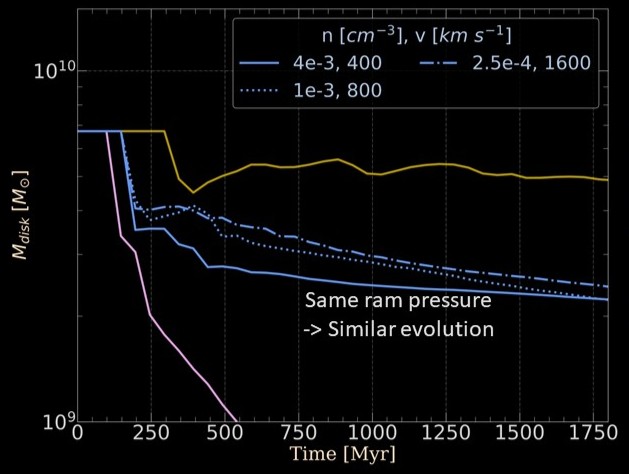 n [cm⁻³], v [km s⁻¹]
4e-3, 400
2.5e-4, 1600
1e-3, 800
10¹⁰
M_disk [M_⊙]
Same ram pressure
-> Similar evolution
10⁹
0 250 500 750 1000 1250 1500 1750
Time [Myr]